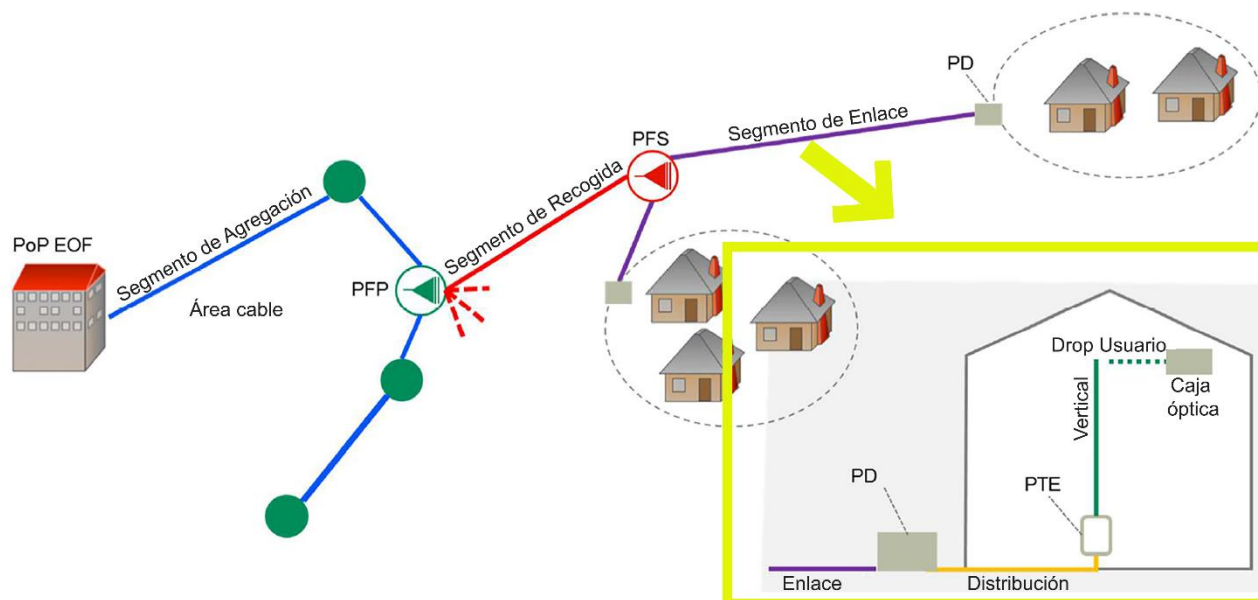 PD
Segmento de Enlace
PFS
Segmento de Recogida
Segmento de Agregación
PoP EOF
PFP
Área cable
Drop Usuario
Caja
óptica
Vertical
PD
PTE
Enlace
Distribución